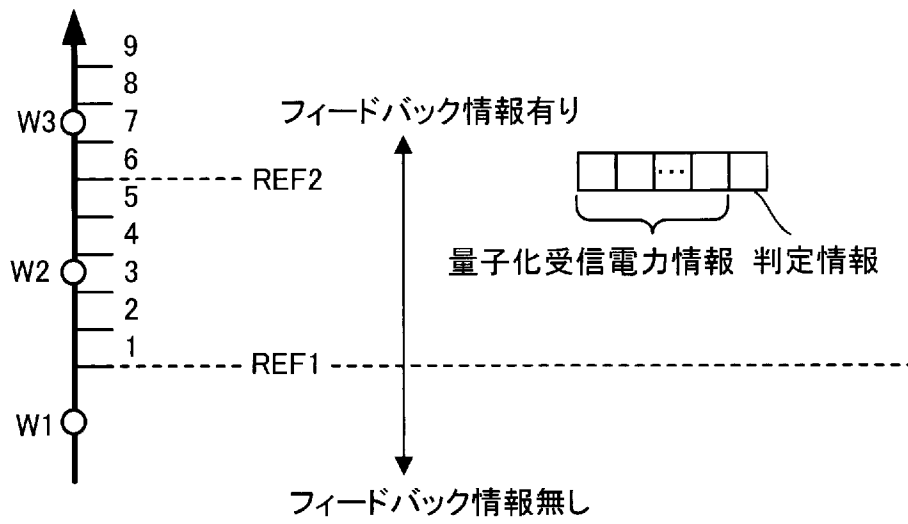 9
8
7
W3
フィードバック情報有り
6
REF2
5
4
W2
3
量子化受信電力情報 判定情報
2
1
REF1
W1
フィードバック情報無し